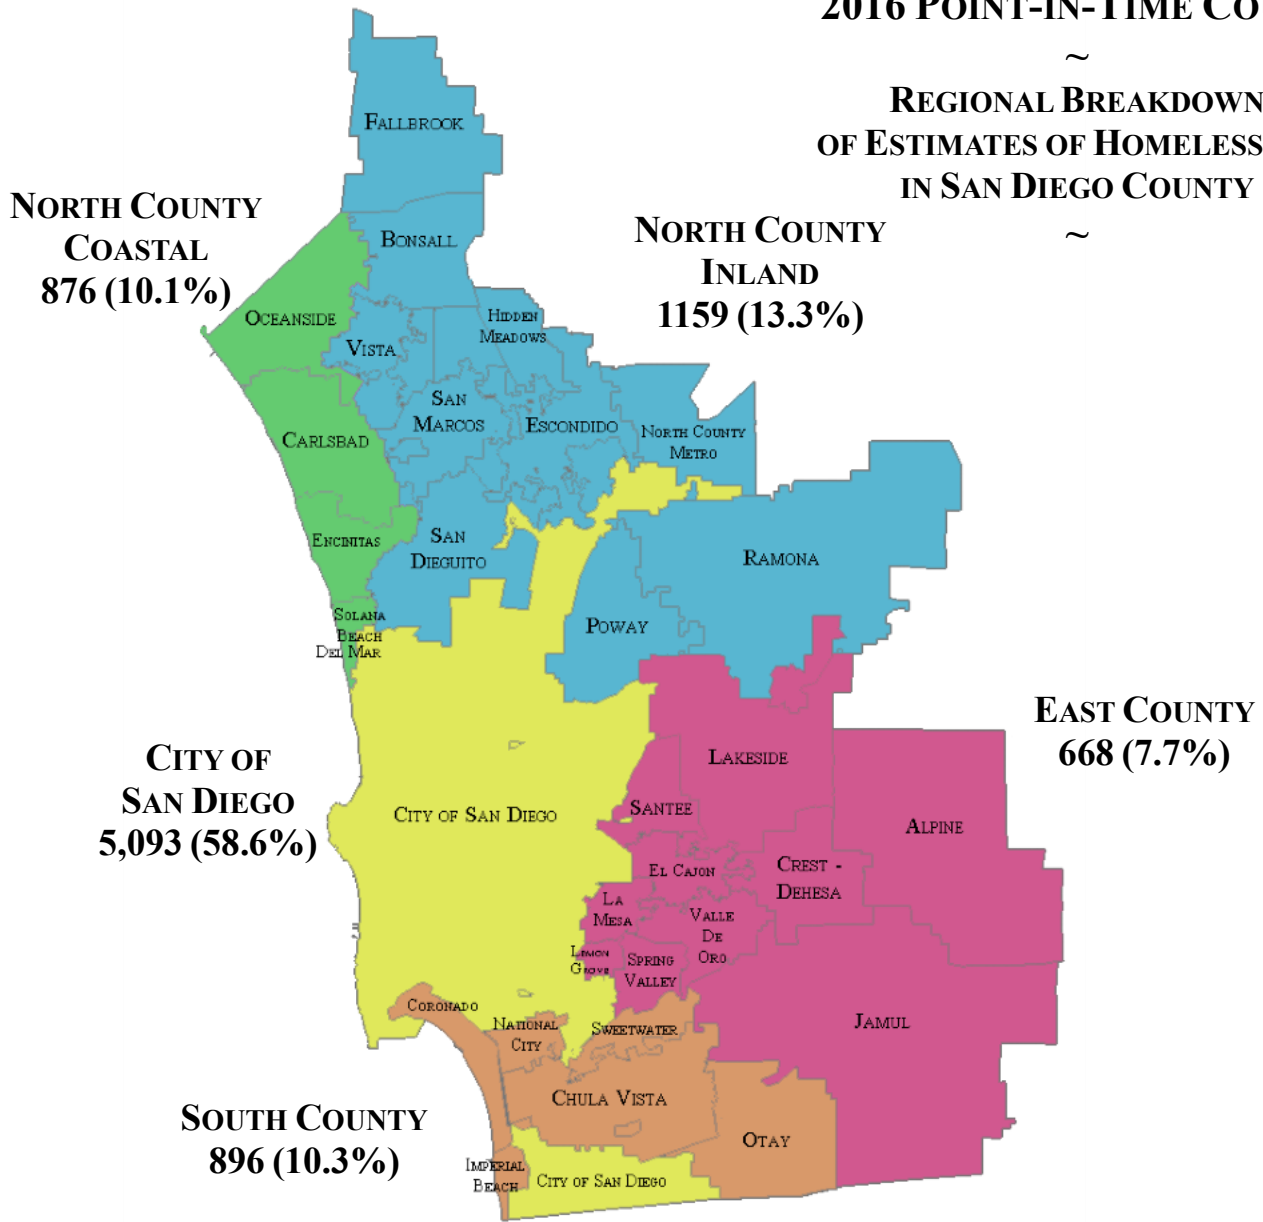 2016 POINT-IN-TIME CO
~
REGIONAL BREAKDOWN
OF ESTIMATES OF HOMELESS
IN SAN DIEGO COUNTY
~
NORTH COUNTY
COASTAL
876 (10.1%)
NORTH COUNTY
INLAND
1159 (13.3%)
FALLBROOK
BONSALL
OCEANSIDE
HIDDEN
MEADOWS
VISTA
SAN
MARCOS
ESCONDIDO
NORTH COUNTY
METRO
CARLSBAD
ENCINITAS
SAN
DIEGUITO
RAMONA
SOLANA
BEACH
DEL MAR
POWAY
EAST COUNTY
668 (7.7%)
CITY OF
SAN DIEGO
5,093 (58.6%)
CITY OF SAN DIEGO
LAKESIDE
SANTEE
ALPINE
EL CAJON
CREST -
DEHESA
LA
MESA
VALLE
DE
ORO
LEMON
GROVE
SPRING
VALLEY
JAMUL
CORONADO
NATIONAL
CITY
SWEETWATER
CHULA VISTA
OTAY
SOUTH COUNTY
896 (10.3%)
IMPERIAL
BEACH
CITY OF SAN DIEGO